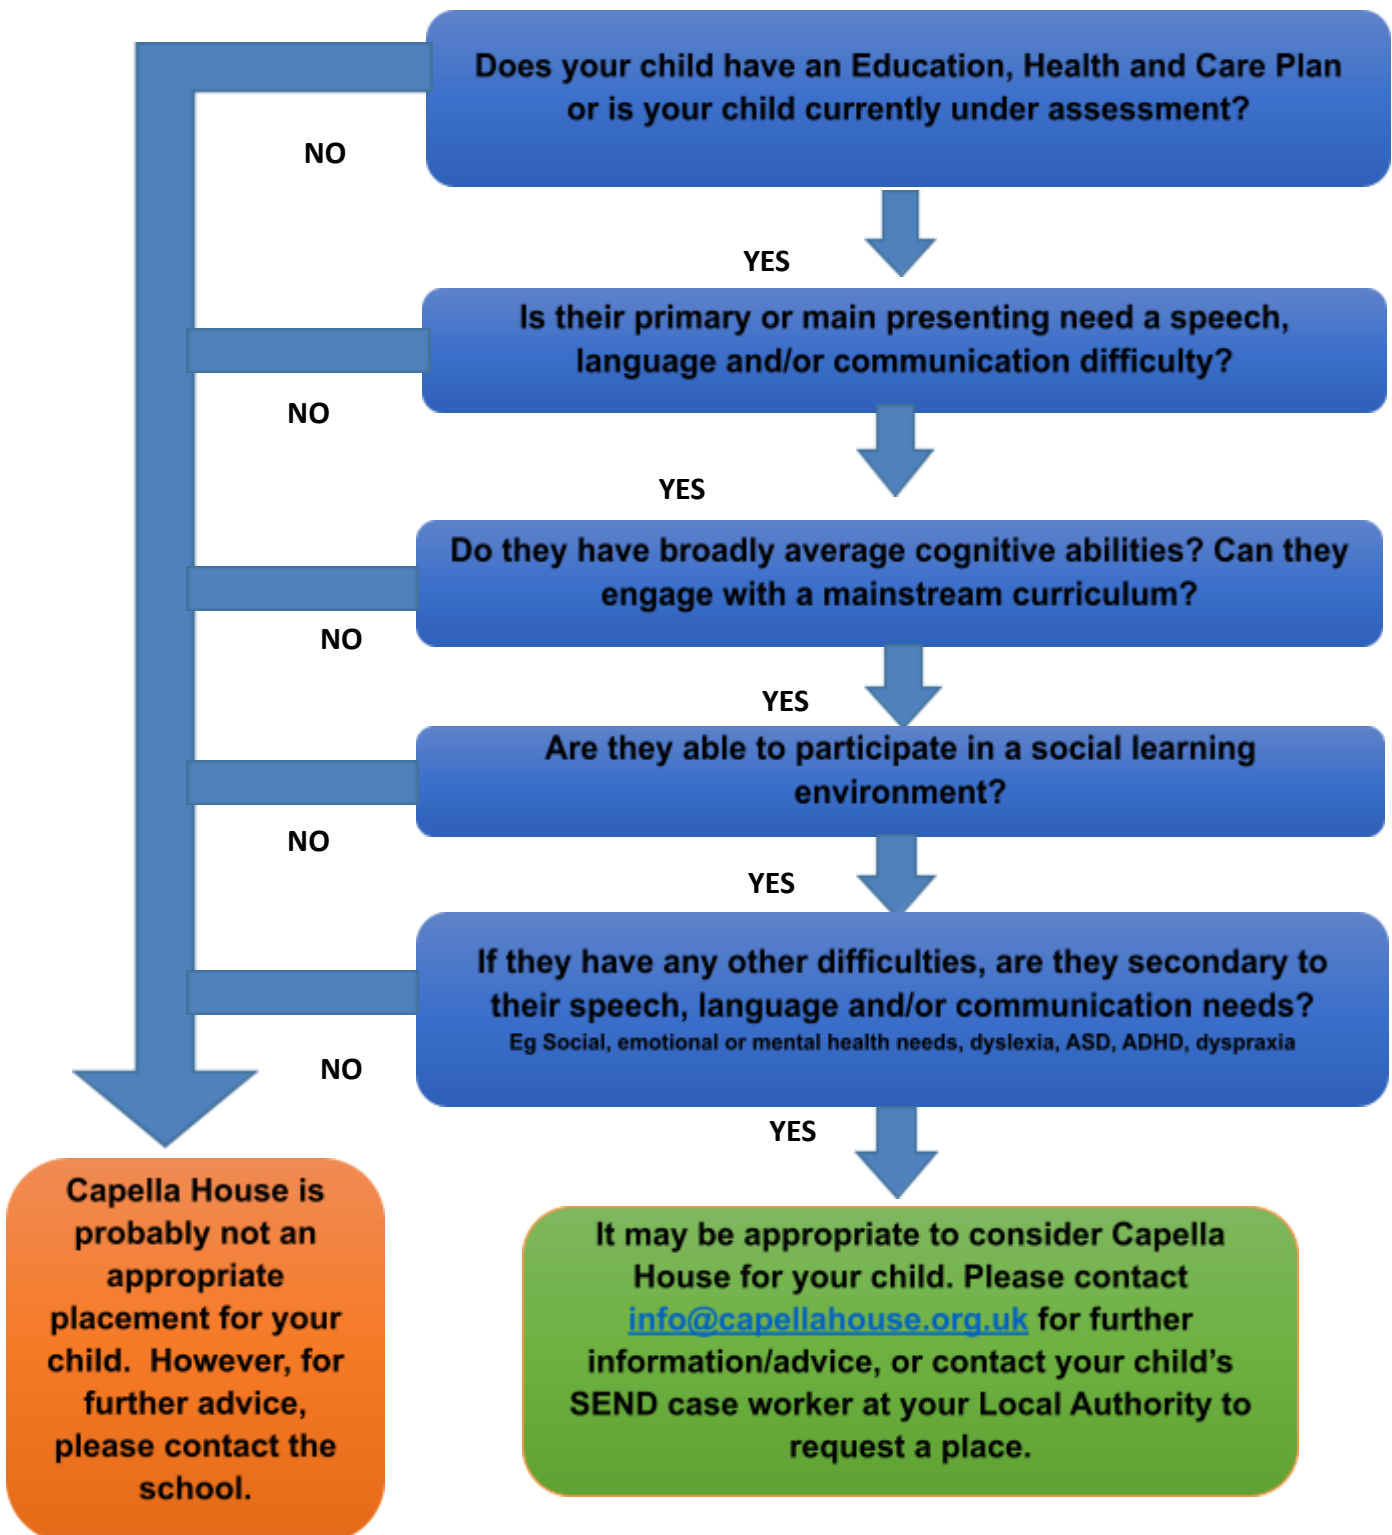 Does your child have an Education, Health and Care Plan
or is your child currently under assessment?
NO
YES
Is their primary or main presenting need a speech,
language and/or communication difficulty?
NO
YES
Do they have broadly average cognitive abilities? Can they
engage with a mainstream curriculum?
NO
YES
Are they able to participate in a social learning
environment?
NO
YES
If they have any other difficulties, are they secondary to
their speech, language and/or communication needs?
Eg Social, emotional or mental health needs, dyslexia, ASD, ADHD, dyspraxia
NO
YES
Capella House is
probably not an
appropriate
placement for your
child.  However, for
further advice,
please contact the
school.
It may be appropriate to consider Capella
House for your child. Please contact
info@capellahouse.org.uk for further
information/advice, or contact your child's
SEND case worker at your Local Authority to
request a place.